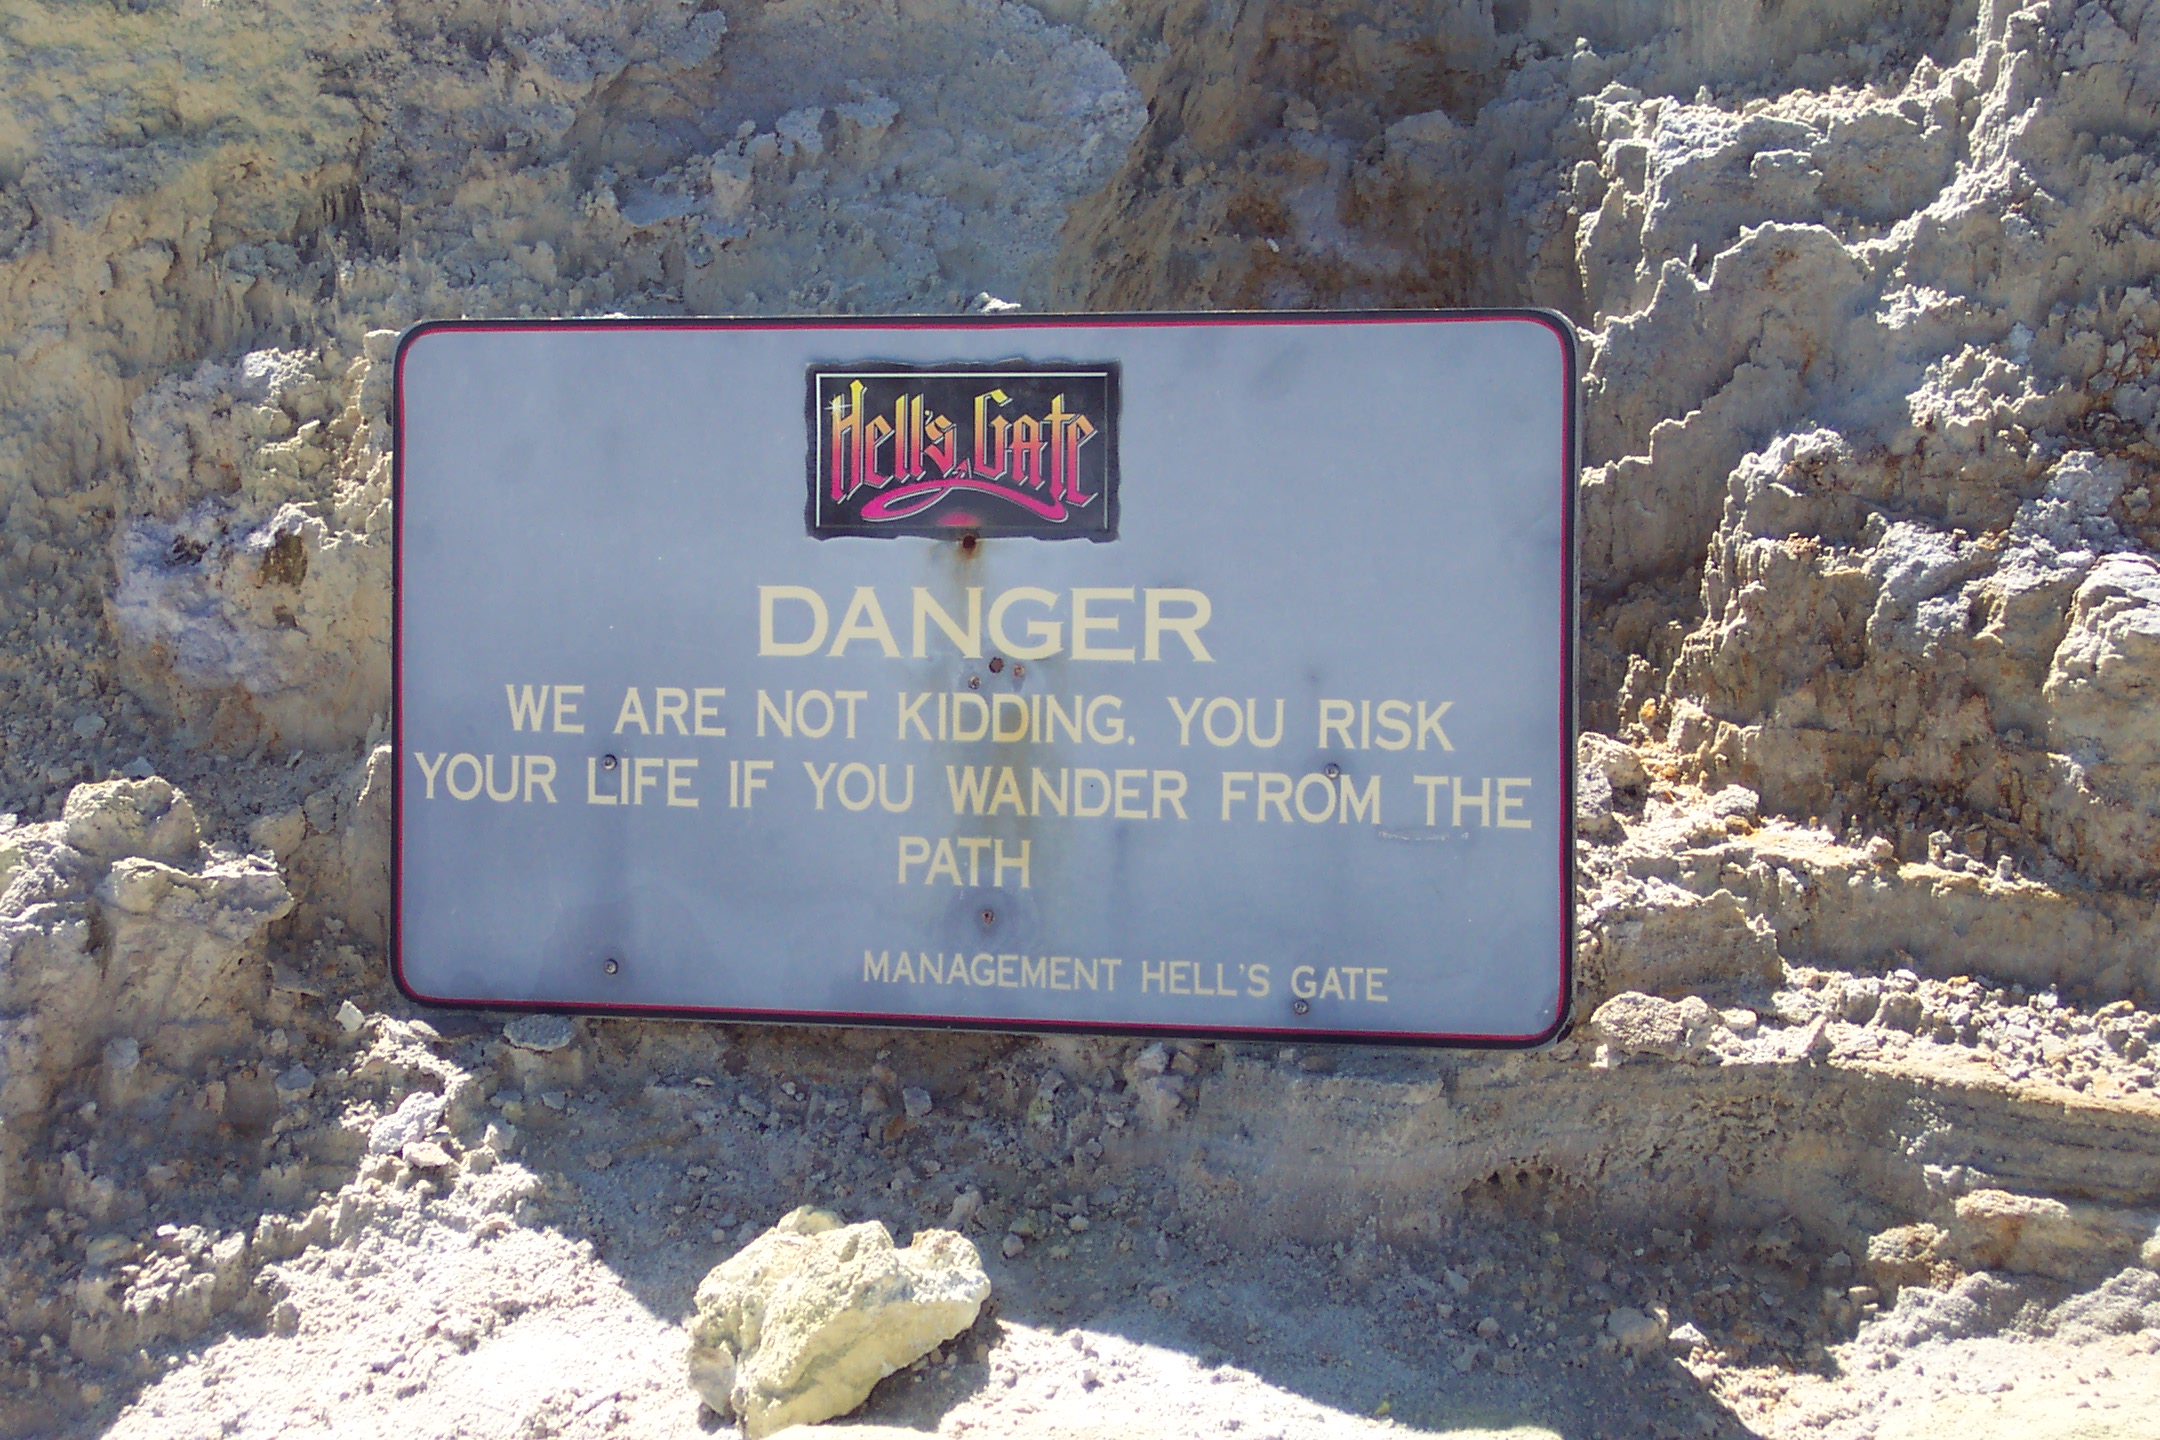 Hell's Gate
DANGER
WE ARE NOT KIDDING. YOU RISK
YOUR LIFE IF YOU WANDER FROM THE
PATH
MANAGEMENT HELL'S GATE